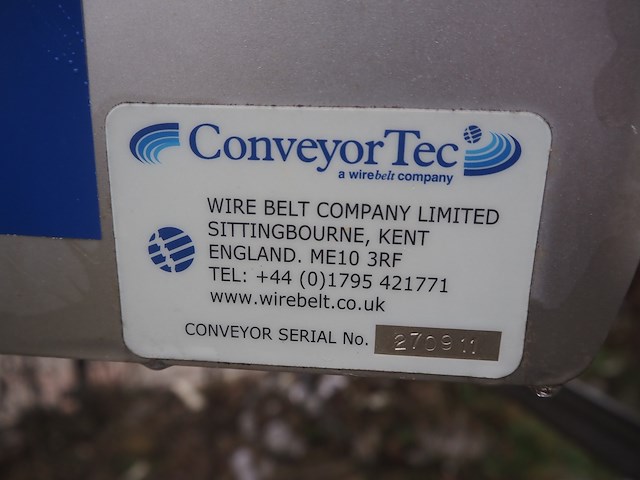 ConveyorTec
a wirebelt company
WIRE BELT COMPANY LIMITED
SITTINGBOURNE, KENT
ENGLAND. ME10 3RF
TEL: +44 (0)1795 421771
www.wirebelt.co.uk
CONVEYOR SERIAL No. 270911